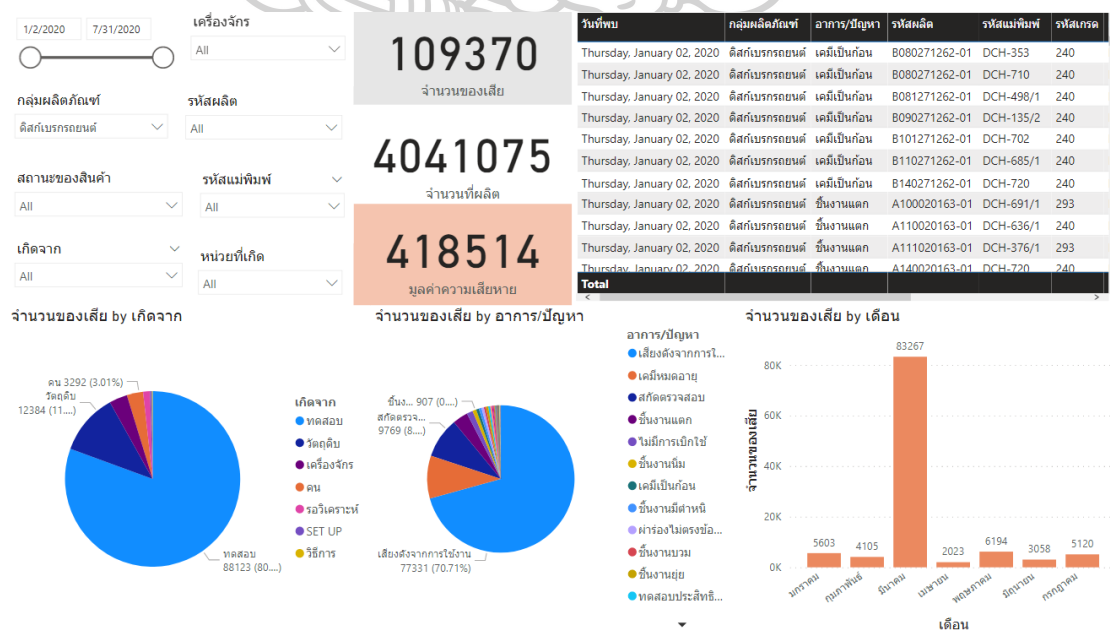 1/2/2020 7/31/2020
เครื่องจักร
All
กลุ่มผลิตภัณฑ์
ดิสก์เบรกรถยนต์
รหัสผลิต
All
สถานะของสินค้า
All
รหัสแม่พิมพ์
All
เกิดจาก
All
หน่วยที่เกิด
All
109370
จำนวนของเสีย
4041075
จำนวนที่ผลิต
418514
มูลค่าความเสียหาย
วันที่พบ กลุ่มผลิตภัณฑ์ อาการ/ปัญหา รหัสผลิต รหัสแม่พิมพ์ รหัสเกรด
Thursday, January 02, 2020 ดิสก์เบรกรถยนต์ เคมีเป็นก้อน B080271262-01 DCH-353 240
Thursday, January 02, 2020 ดิสก์เบรกรถยนต์ เคมีเป็นก้อน B080271262-01 DCH-710 240
Thursday, January 02, 2020 ดิสก์เบรกรถยนต์ เคมีเป็นก้อน B081271262-01 DCH-498/1 240
Thursday, January 02, 2020 ดิสก์เบรกรถยนต์ เคมีเป็นก้อน B090271262-01 DCH-135/2 240
Thursday, January 02, 2020 ดิสก์เบรกรถยนต์ เคมีเป็นก้อน B101271262-01 DCH-702 240
Thursday, January 02, 2020 ดิสก์เบรกรถยนต์ เคมีเป็นก้อน B110271262-01 DCH-685/1 240
Thursday, January 02, 2020 ดิสก์เบรกรถยนต์ เคมีเป็นก้อน B140271262-01 DCH-720 240
Thursday, January 02, 2020 ดิสก์เบรกรถยนต์ ชิ้นงานแตก A100020163-01 DCH-691/1 293
Thursday, January 02, 2020 ดิสก์เบรกรถยนต์ ชิ้นงานแตก A110020163-01 DCH-636/1 240
Thursday, January 02, 2020 ดิสก์เบรกรถยนต์ ชิ้นงานแตก A111020163-01 DCH-376/1 293
Thursday, January 02, 2020 ดิสก์เบรกรถยนต์ ชิ้นงานแตก A140020163-01 DCH-720 240
Total
จำนวนของเสีย by เกิดจาก
คน 3292 (3.01%)
วัตถุดิบ
12384 (11....)
ทดสอบ
88123 (80....)
เกิดจาก
ทดสอบ
วัตถุดิบ
เครื่องจักร
คน
รอวิเคราะห์
SET UP
วิธีการ
จำนวนของเสีย by อาการ/ปัญหา
ชิ้นง... 907 (0....)
สกัดตรวจ...
9769 (8....)
เสียงดังจากการใช้งาน
77331 (70.71%)
อาการ/ปัญหา
เสียงดังจากการใ...
เคมีหมดอายุ
สกัดตรวจสอบ
ชิ้นงานแตก
ไม่มีการเบิกใช้
ชิ้นงานนิ่ม
เคมีเป็นก้อน
ชิ้นงานมีตำหนิ
ผ่าร่องไม่ตรงข้อ...
ชิ้นงานบวม
ชิ้นงานยุ่ย
ทดสอบประสิทธิ...
จำนวนของเสีย by เดือน
จำนวนของเสีย
80K
60K
40K
20K
0K
5603 4105 83267 2023 6194 3058 5120
มกราคม กุมภาพันธ์ มีนาคม เมษายน พฤษภาคม มิถุนายน กรกฎาคม
เดือน